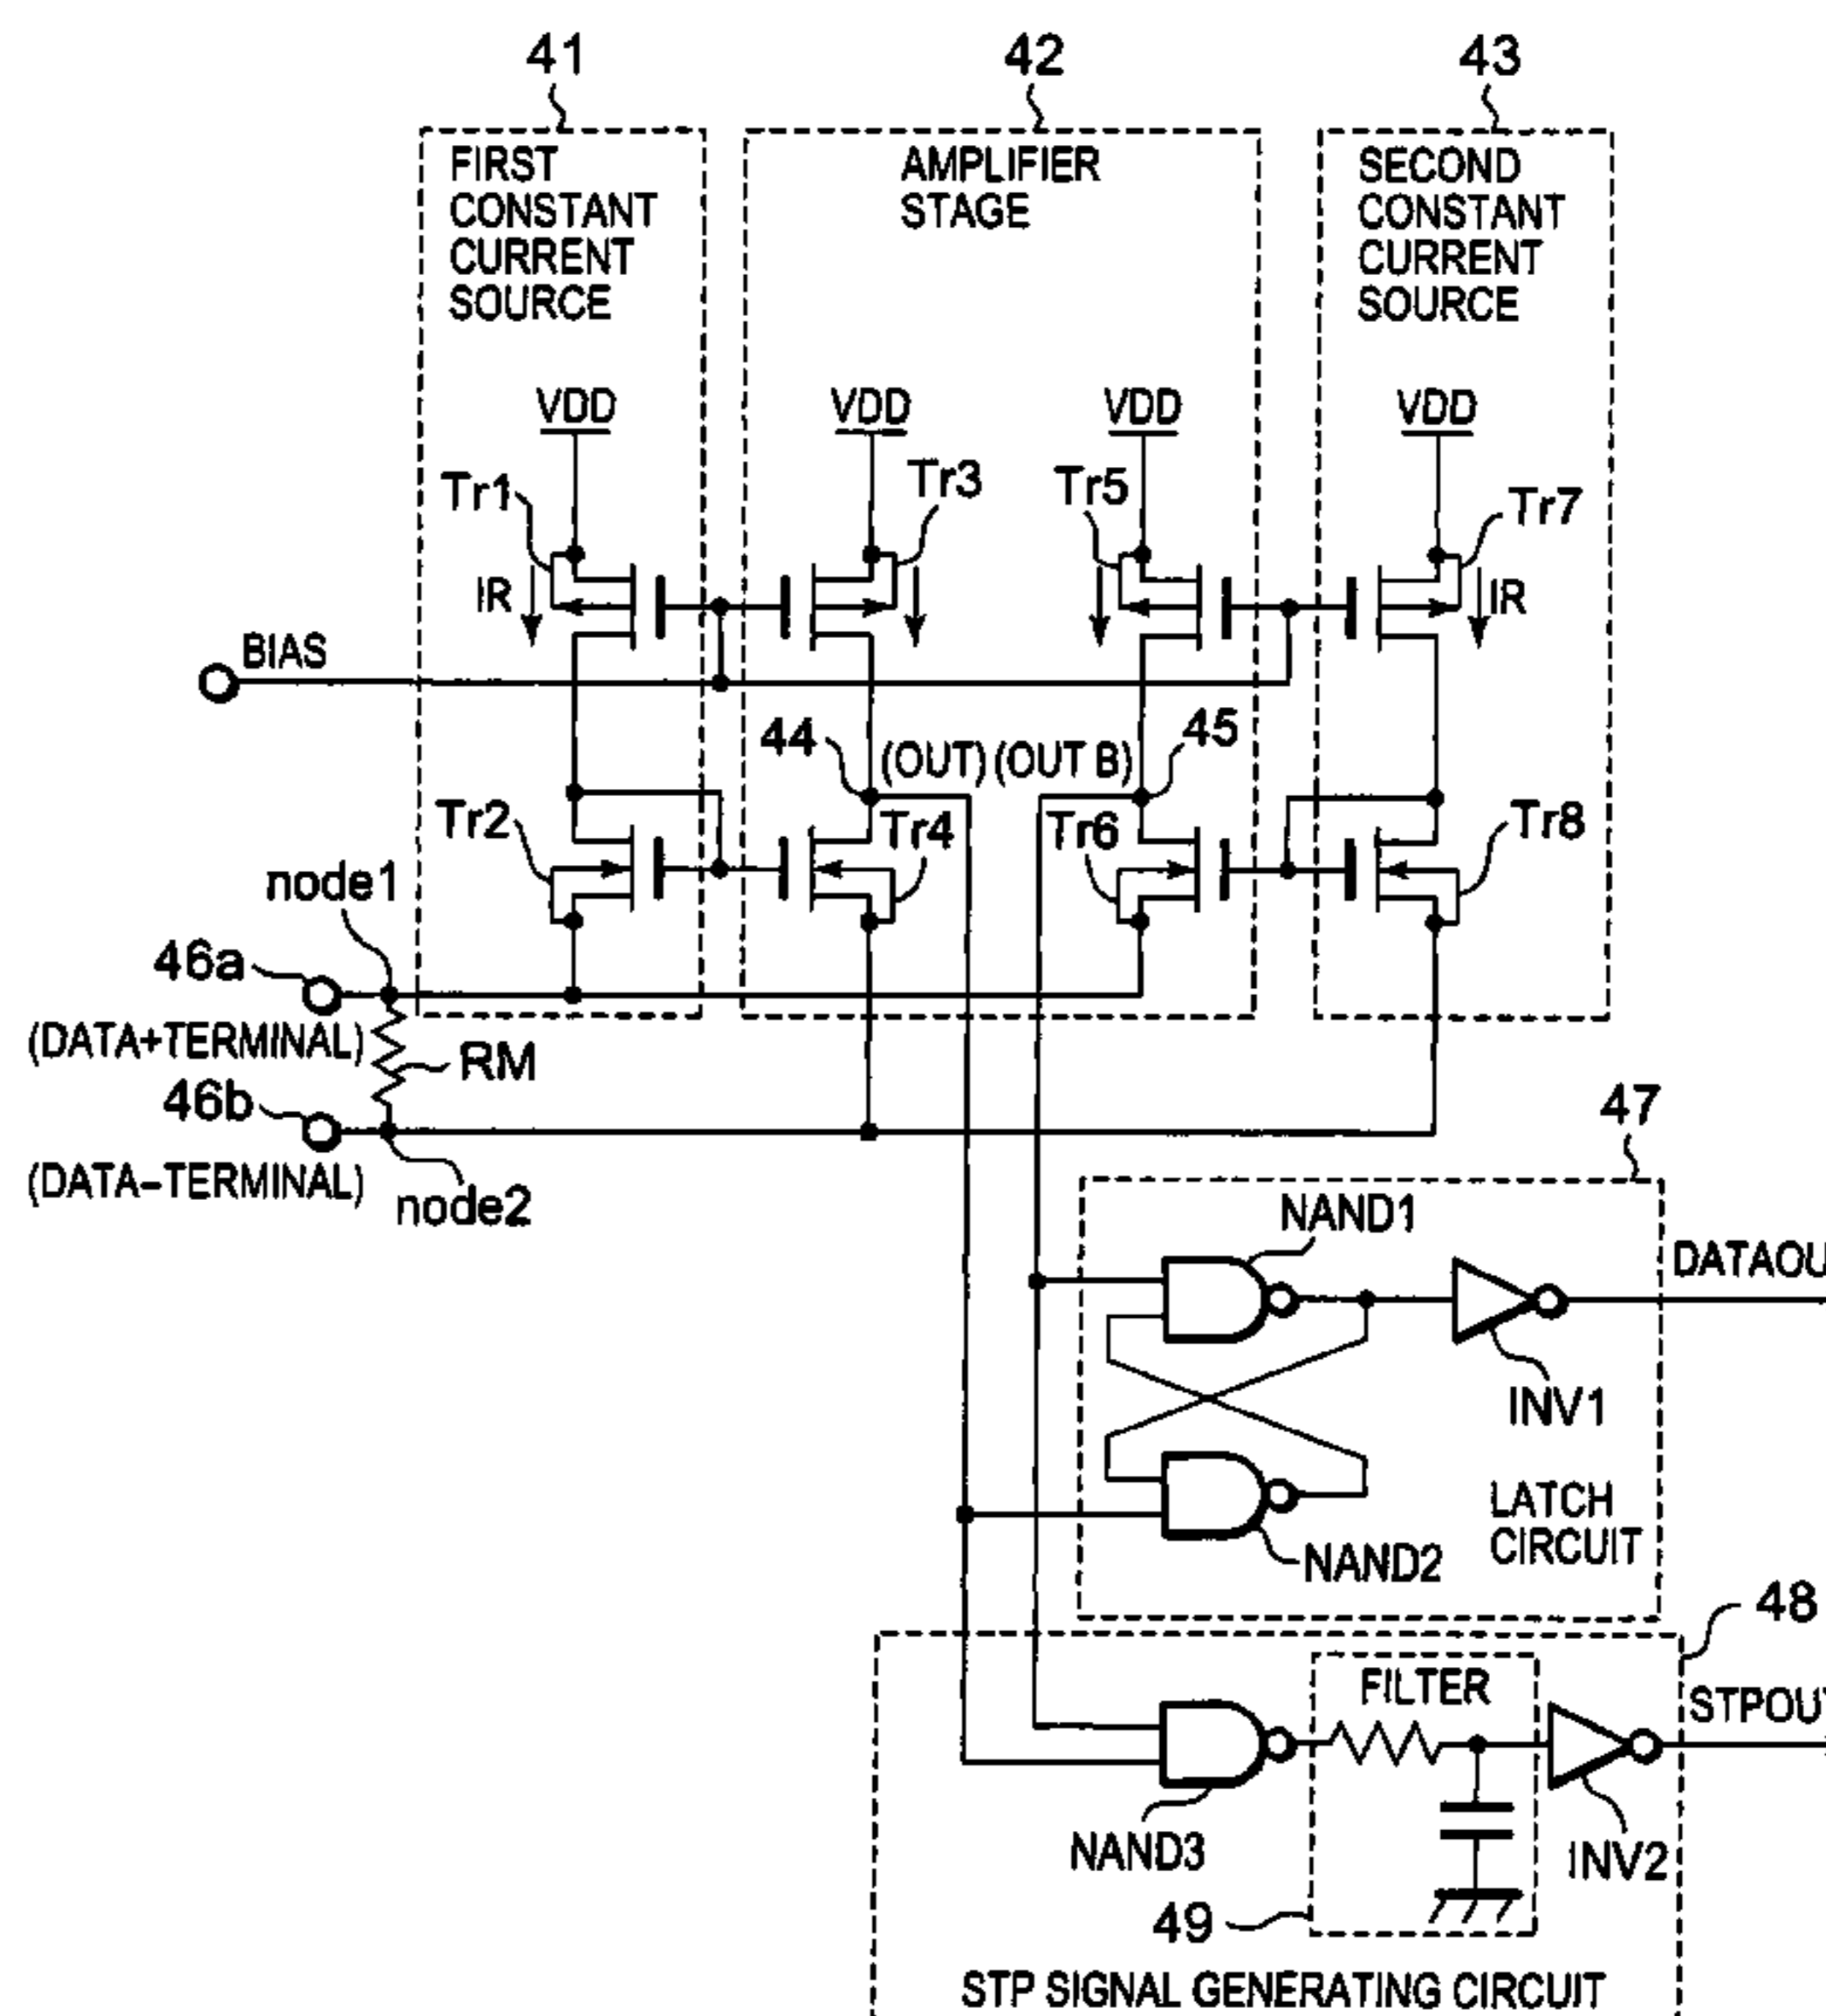 41
42
43
FIRST
CONSTANT
CURRENT
SOURCE
AMPLIFIER
STAGE
SECOND
CONSTANT
CURRENT
SOURCE
VDD
VDD
VDD
VDD
Tr1
Tr3
Tr5
Tr7
IR
IR
BIAS
44
(OUT)
(OUT B)
45
Tr2
Tr4
Tr6
Tr8
node1
46a
(DATA+TERMINAL)
RM
46b
(DATA−TERMINAL)
node2
47
NAND1
DATAOU
INV1
LATCH
CIRCUIT
NAND2
48
FILTER
STPOUT
NAND3
INV2
49
STP SIGNAL GENERATING CIRCUIT